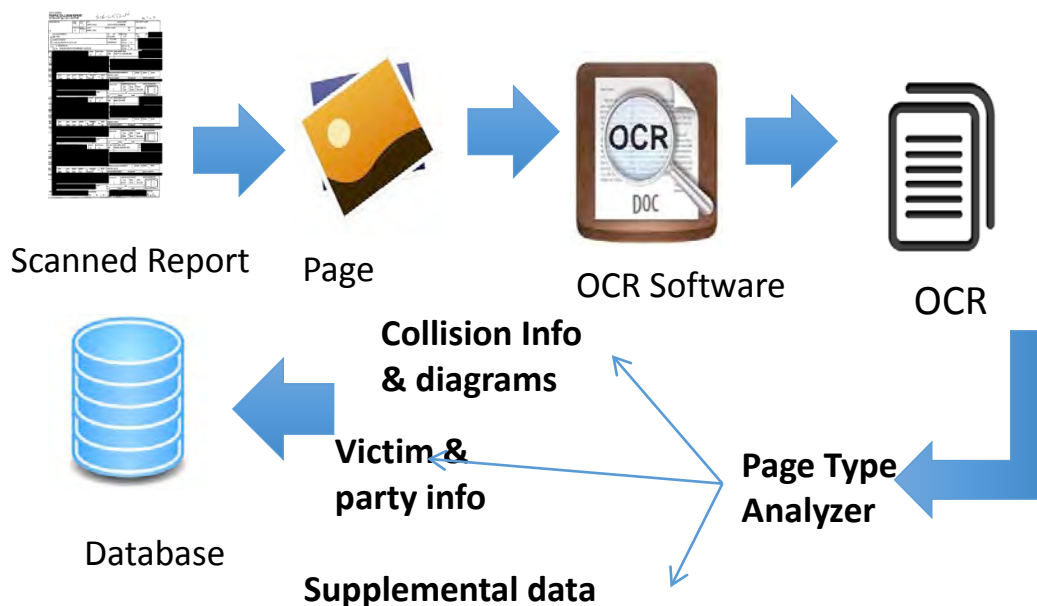 Scanned Report
Page
OCR
DOC
OCR Software
OCR
Collision Info
& diagrams
Victim &
party info
Page Type
Analyzer
Database
Supplemental data